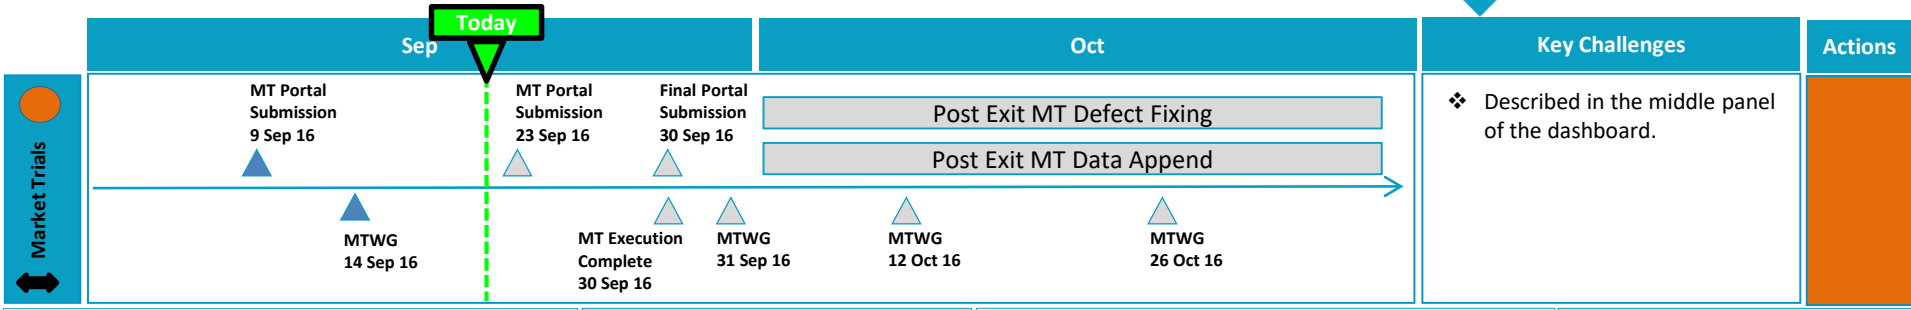 Today
Sep
Oct
Key Challenges
Actions
Market Trials
MT Portal
Submission
9 Sep 16
MT Portal
Submission
23 Sep 16
Final Portal
Submission
30 Sep 16
Post Exit MT Defect Fixing
Post Exit MT Data Append
MTWG
14 Sep 16
MT Execution
Complete
30 Sep 16
MTWG
31 Sep 16
MTWG
12 Oct 16
MTWG
26 Oct 16
❖ Described in the middle panel
of the dashboard.